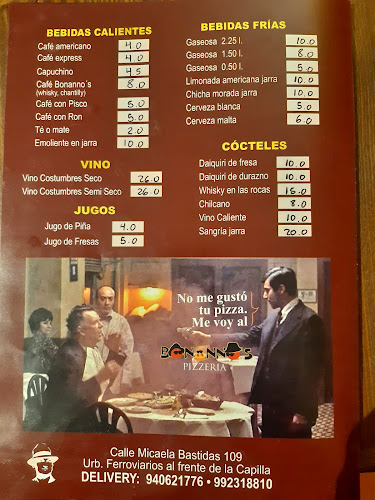 BEBIDAS CALIENTES
Café americano 4.0
Café express 4.0
Capuchino 4.5
Café Bonanno´s 8.0
(whisky, chantilly)
Café con Pisco 5.0
Café con Ron 5.0
Té o mate 2.0
Emoliente en jarra 10.0
VINO
Vino Costumbres Seco 26.0
Vino Costumbres Semi Seco 26.0
JUGOS
Jugo de Piña 4.0
Jugo de Fresas 5.0
BEBIDAS FRÍAS
Gaseosa 2.25 l. 10.0
Gaseosa 1.50 l. 8.0
Gaseosa 0.50 l. 5.0
Limonada americana jarra 10.0
Chicha morada jarra 10.0
Cerveza blanca 5.0
Cerveza malta 6.0
CÓCTELES
Daiquirí de fresa 10.0
Daiquirí de durazno 10.0
Whisky en las rocas 15.0
Chilcano 8.0
Vino Caliente 10.0
Sangría jarra 20.0
No me gustó
tu pizza.
Me voy al
BONANNO'S
PIZZERIA
Calle Micaela Bastidas 109
Urb. Ferroviarios al frente de la Capilla
DELIVERY: 940621776 • 992318810